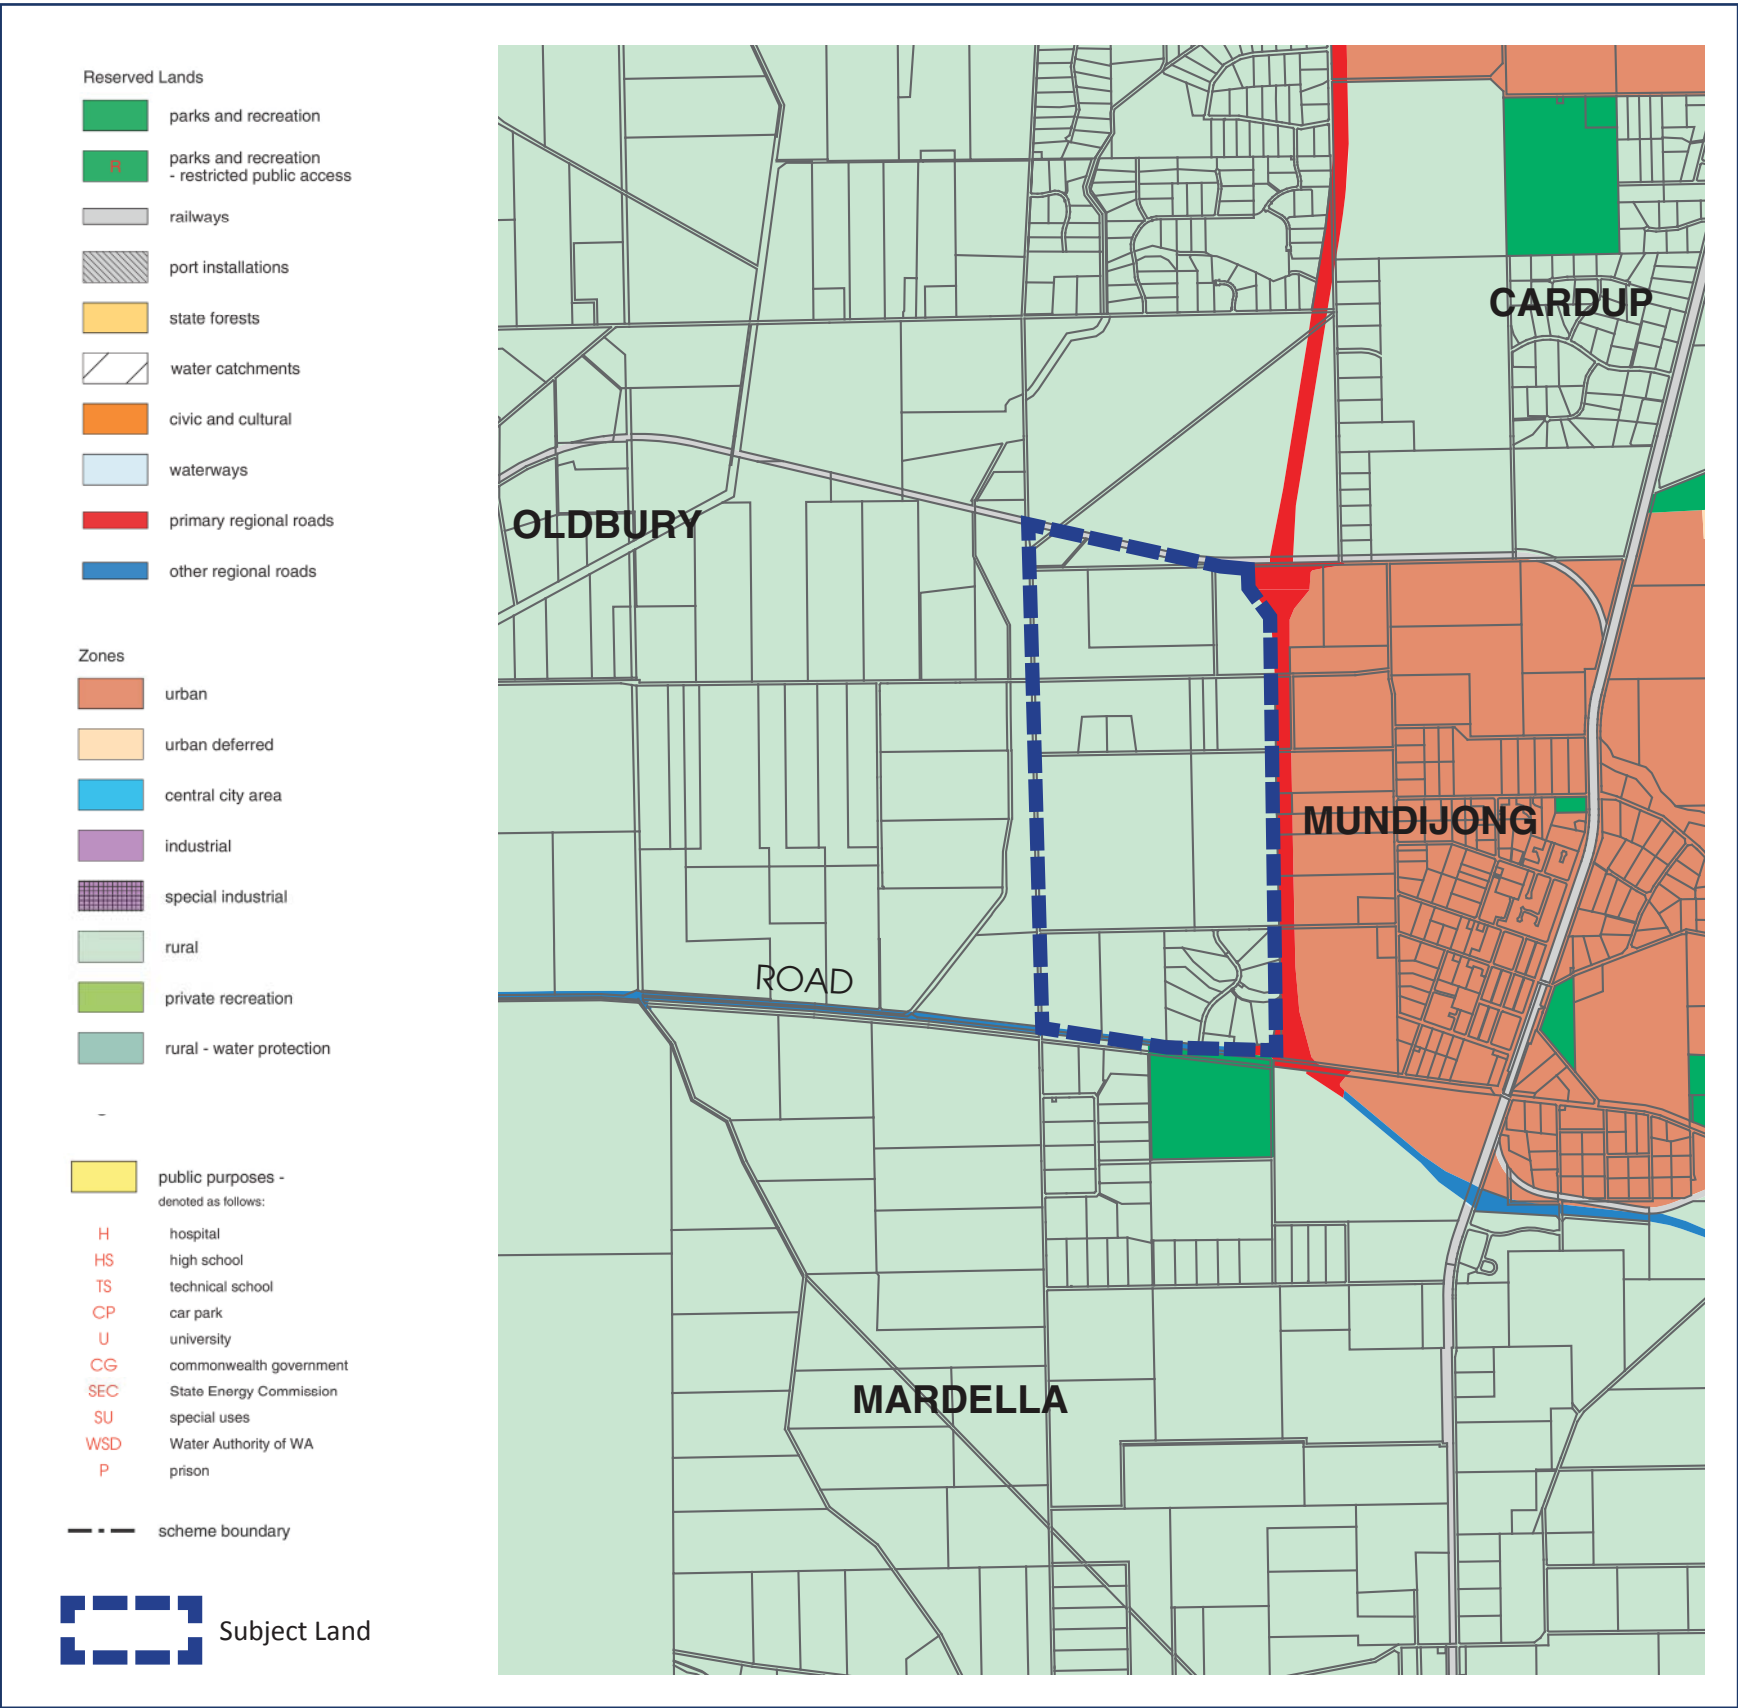 Reserved Lands
parks and recreation
R
parks and recreation
- restricted public access
railways
port installations
state forests
water catchments
civic and cultural
waterways
primary regional roads
other regional roads
Zones
urban
urban deferred
central city area
industrial
special industrial
rural
private recreation
rural - water protection
public purposes -
denoted as follows:
H hospital
HS high school
TS technical school
CP car park
U university
CG commonwealth government
SEC State Energy Commission
SU special uses
WSD Water Authority of WA
P prison
scheme boundary
Subject Land
CARDUP
OLDBURY
MUNDIJONG
ROAD
MARDELLA